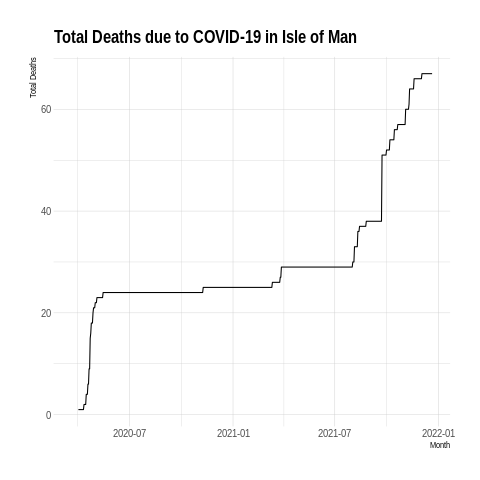 Total Deaths due to COVID-19 in Isle of Man
Total Deaths
60
40
20
0
2020-07 2021-01 2021-07 2022-01
Month